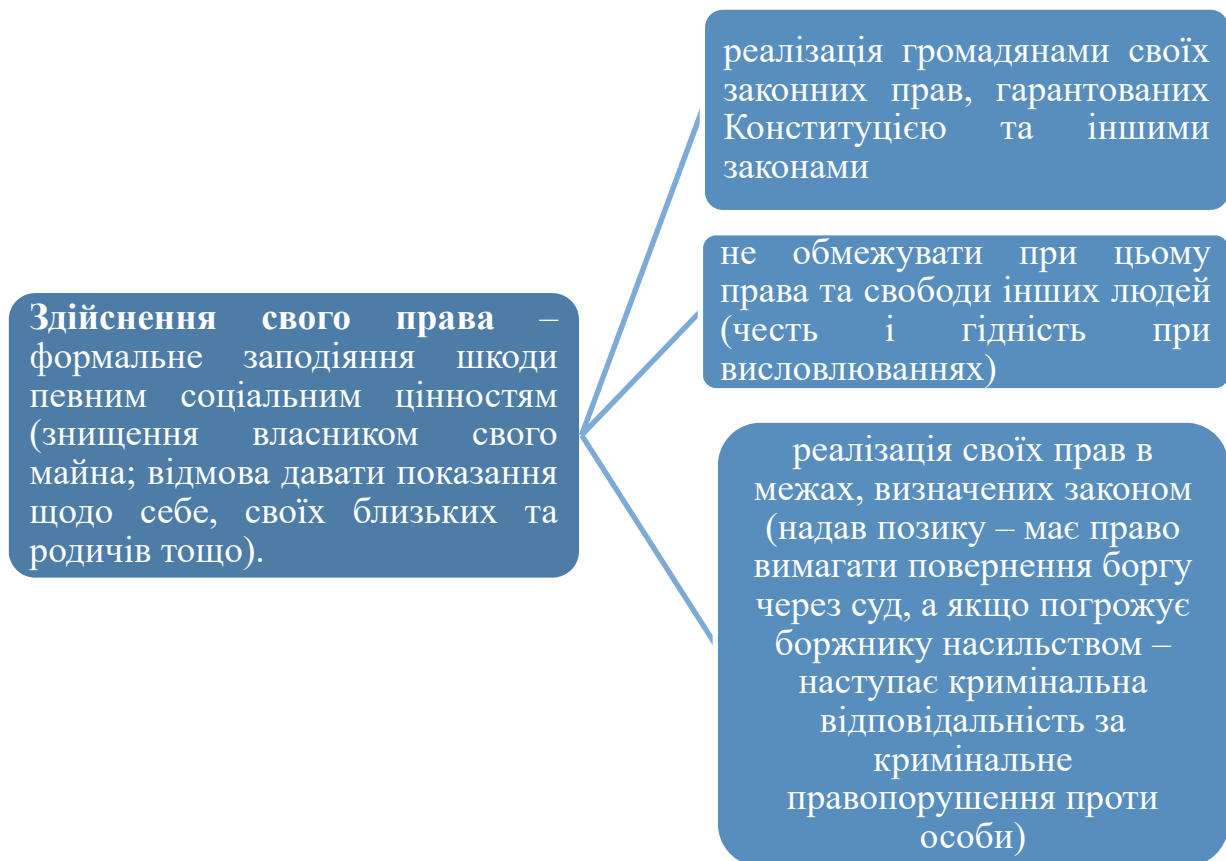 Здійснення свого права –
формальне заподіяння шкоди
певним соціальним цінностям
(знищення власником свого
майна; відмова давати показання
щодо себе, своїх близьких та
родичів тощо).
реалізація громадянами своїх
законних прав, гарантованих
Конституцією та іншими
законами
не обмежувати при цьому
права та свободи інших людей
(честь і гідність при
висловлюваннях)
реалізація своїх прав в
межах, визначених законом
(надав позику – має право
вимагати повернення боргу
через суд, а якщо погрожує
боржнику насильством –
наступає кримінальна
відповідальність за
кримінальне
правопорушення проти
особи)